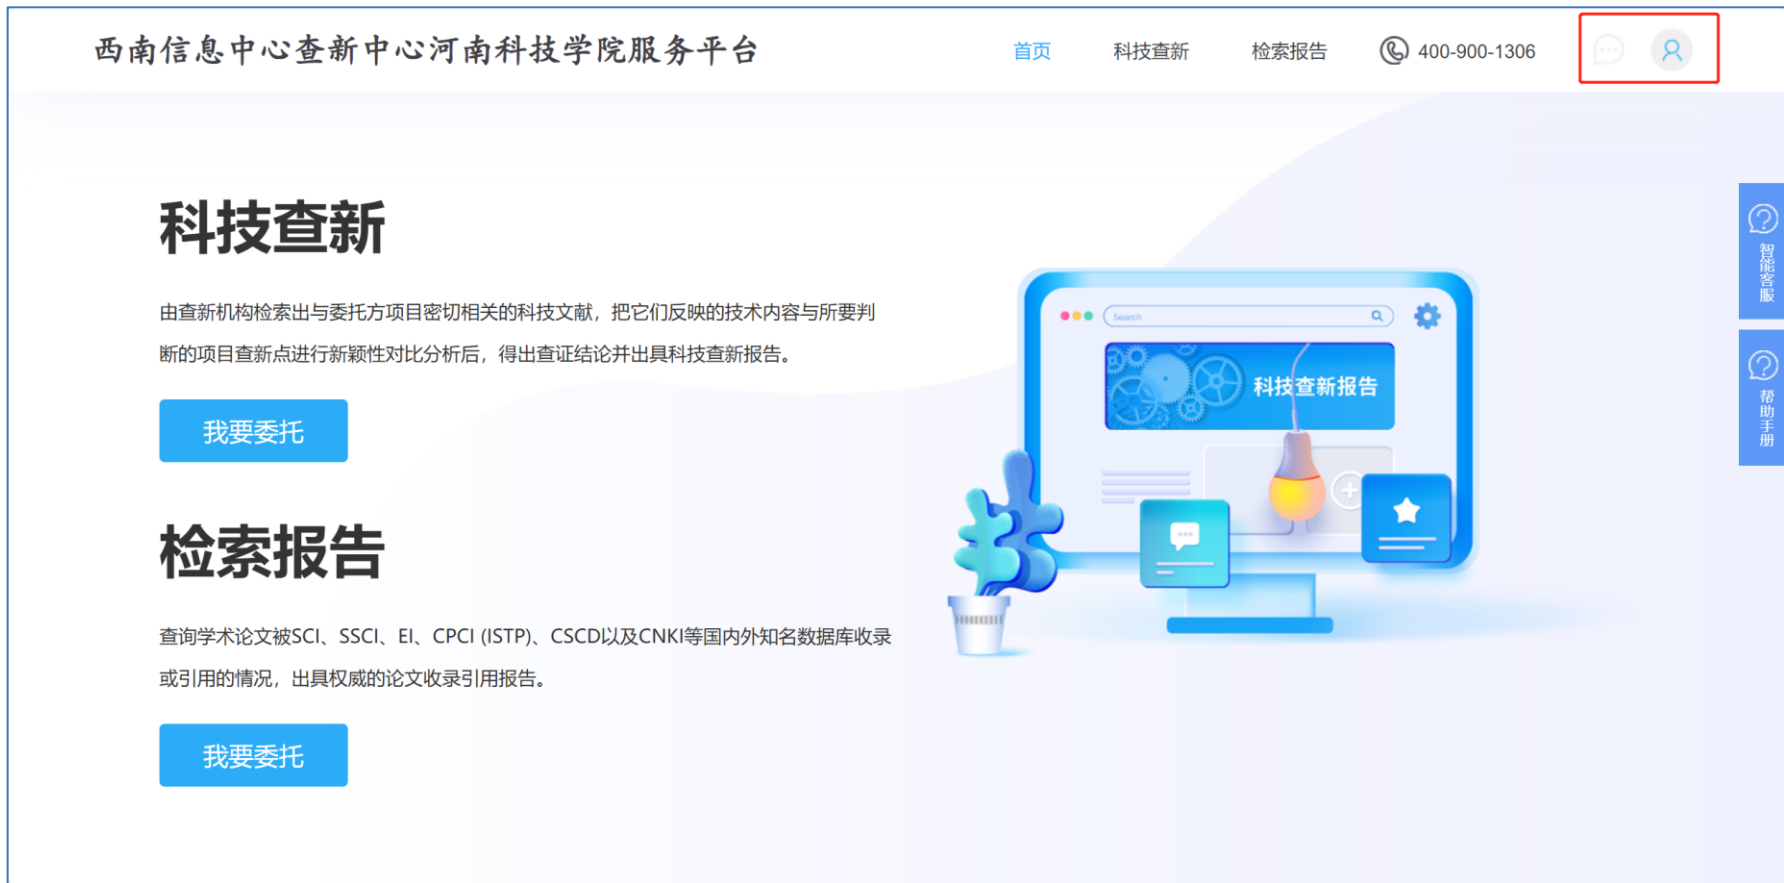 西南信息中心查新中心河南科技学院服务平台
首页 科技查新 检索报告 400-900-1306
科技查新
由查新机构检索出与委托方项目密切相关的科技文献，把它们反映的技术内容与所要判
断的项目查新点进行新颖性对比分析后，得出查证结论并出具科技查新报告。
我要委托
检索报告
查询学术论文被SCI、SSCI、EI、CPCI (ISTP)、CSCD以及CNKI等国内外知名数据库收录
或引用的情况，出具权威的论文收录引用报告。
我要委托
Search
科技查新报告
智能客服
帮助手册